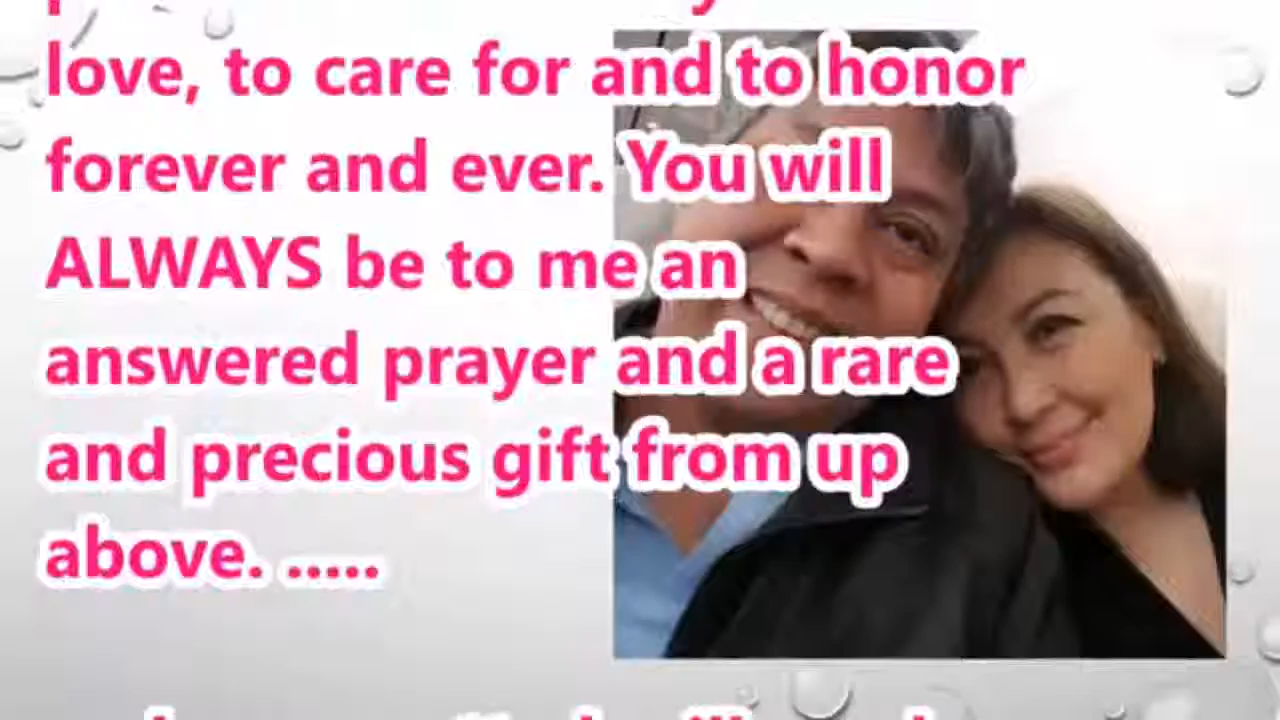 love, to care for and to honor
forever and ever. You will
ALWAYS be to me an
answered prayer and a rare
and precious gift from up
above. .....